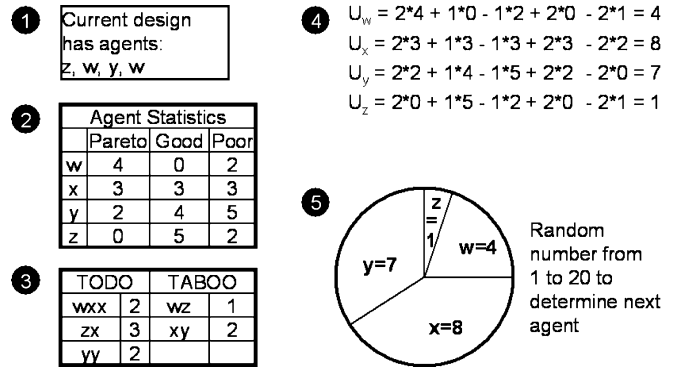 1
Current design
has agents:
z, w, y, w
2
Agent Statistics
Pareto Good Poor
w 4 0 2
x 3 3 3
y 2 4 5
z 0 5 2
3
TODO TABOO
wxx 2 wz 1
zx 3 xy 2
yy 2
4
U_w = 2*4 + 1*0 - 1*2 + 2*0 - 2*1 = 4
U_x = 2*3 + 1*3 - 1*3 + 2*3 - 2*2 = 8
U_y = 2*2 + 1*4 - 1*5 + 2*2 - 2*0 = 7
U_z = 2*0 + 1*5 - 1*2 + 2*0 - 2*1 = 1
5
z
=
1
w=4
y=7
x=8
Random
number from
1 to 20 to
determine next
agent